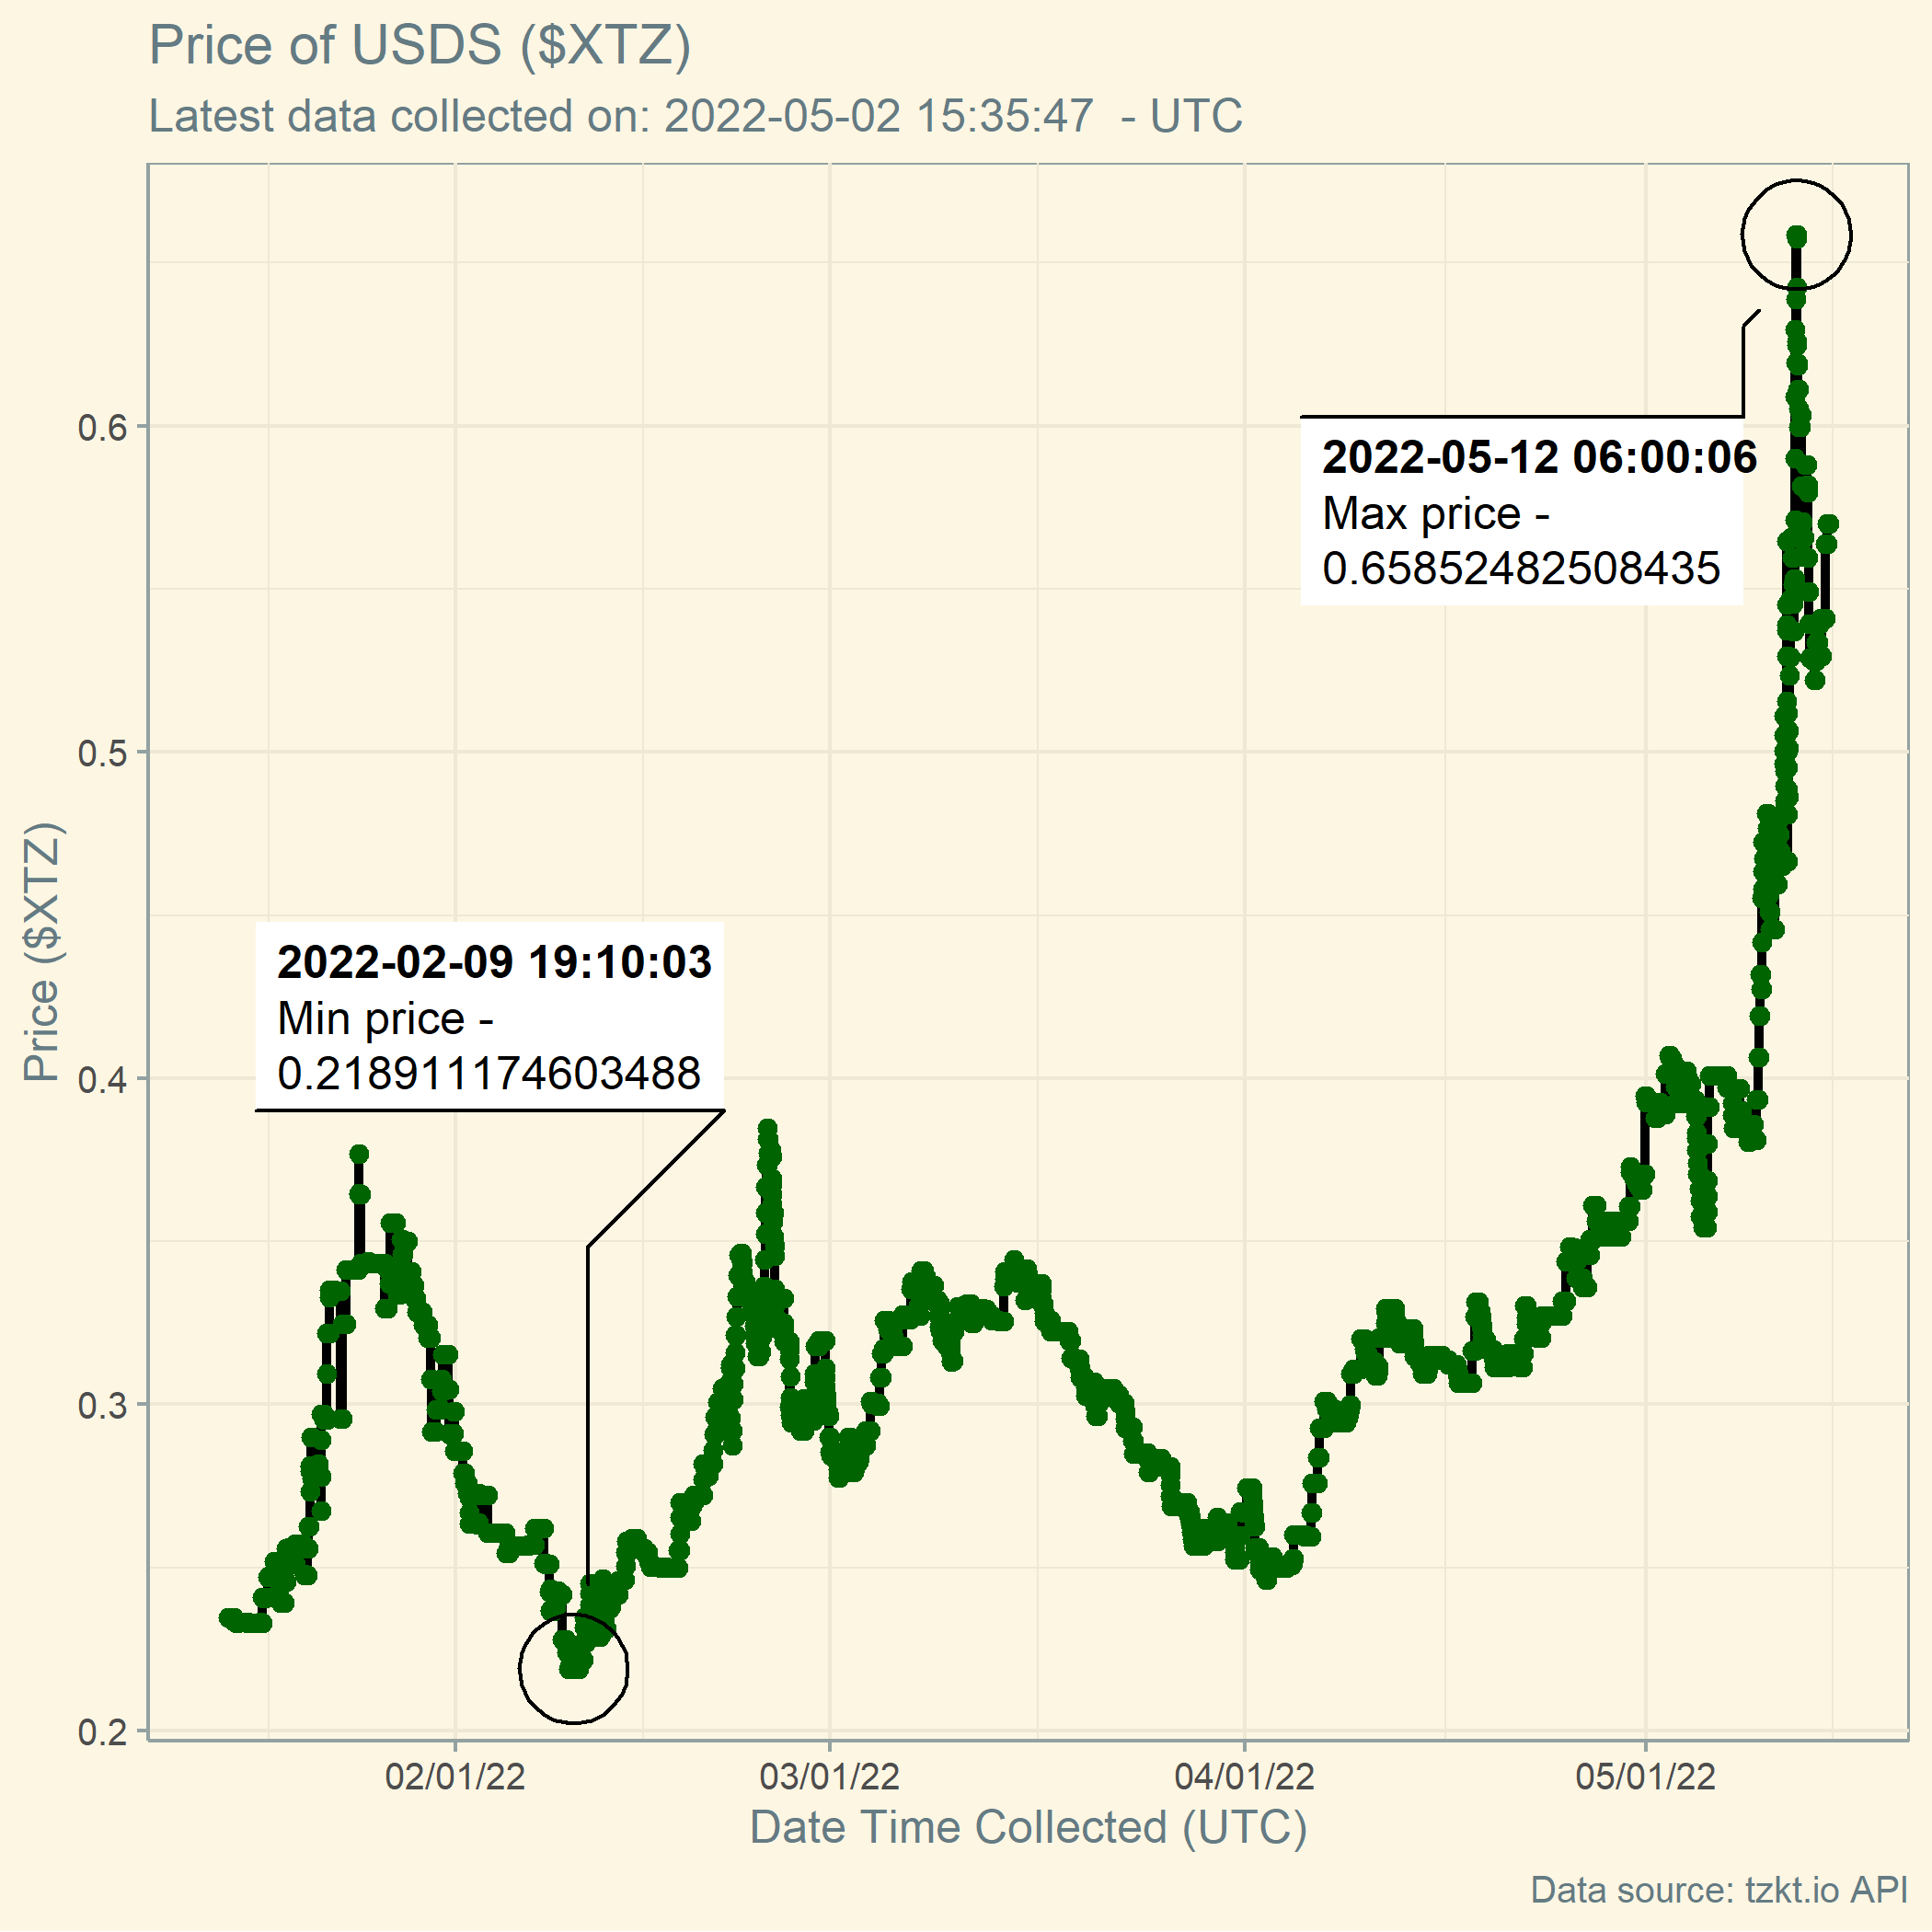 Price of USDS ($XTZ)
Latest data collected on: 2022-05-02 15:35:47  - UTC
2022-05-12 06:00:06
Max price -
0.65852482508435
2022-02-09 19:10:03
Min price -
0.218911174603488
Price ($XTZ)
0.6
0.5
0.4
0.3
0.2
02/01/22 03/01/22 04/01/22 05/01/22
Date Time Collected (UTC)
Data source: tzkt.io API